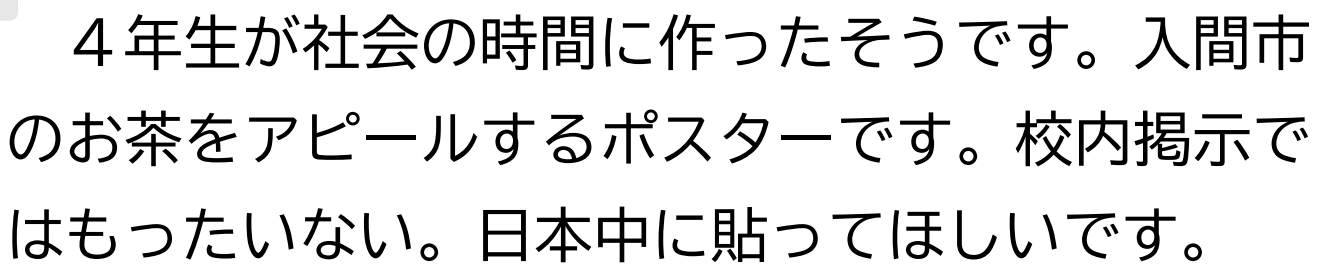 ４年生が社会の時間に作ったそうです。入間市
のお茶をアピールするポスターです。校内掲示で
はもったいない。日本中に貼ってほしいです。